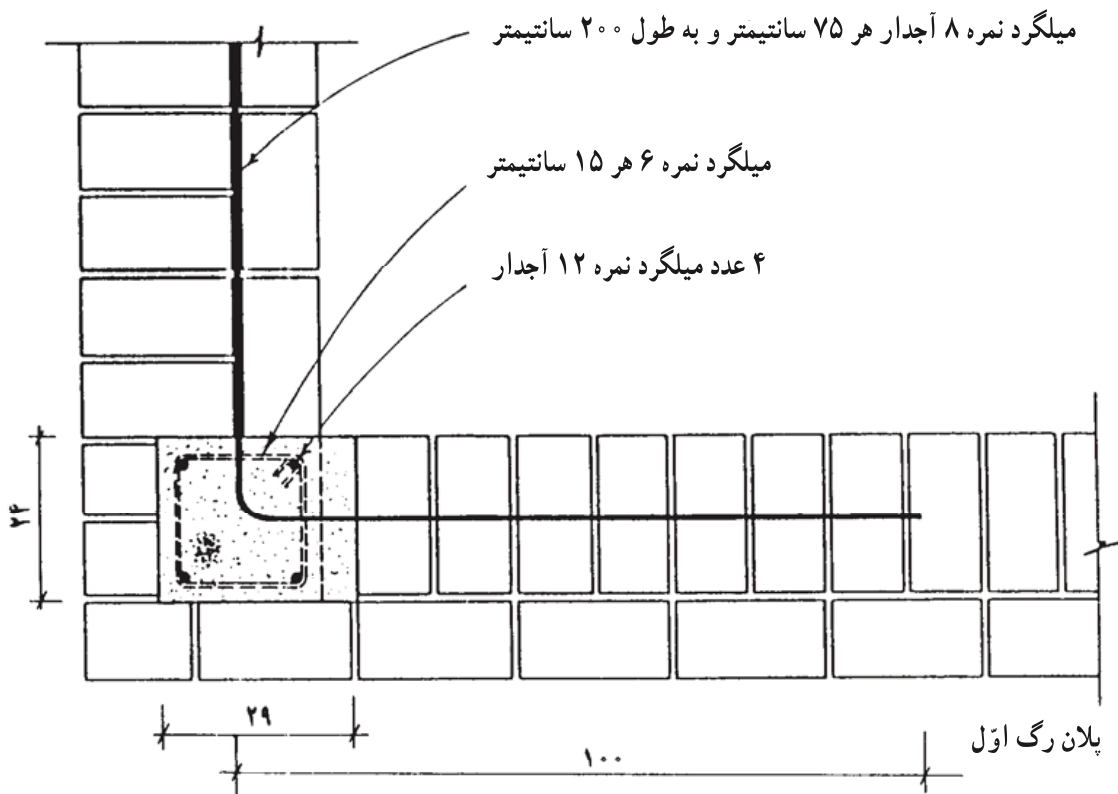 میلگرد نمره ۸ آجدار هر ۷۵ سانتیمتر و به طول ۲۰۰ سانتیمتر
میلگرد نمره ۶ هر ۱۵ سانتیمتر
۴ عدد میلگرد نمره ۱۲ آجدار
۲۴
۲۹
پلان رگ اوّل
۱۰۰